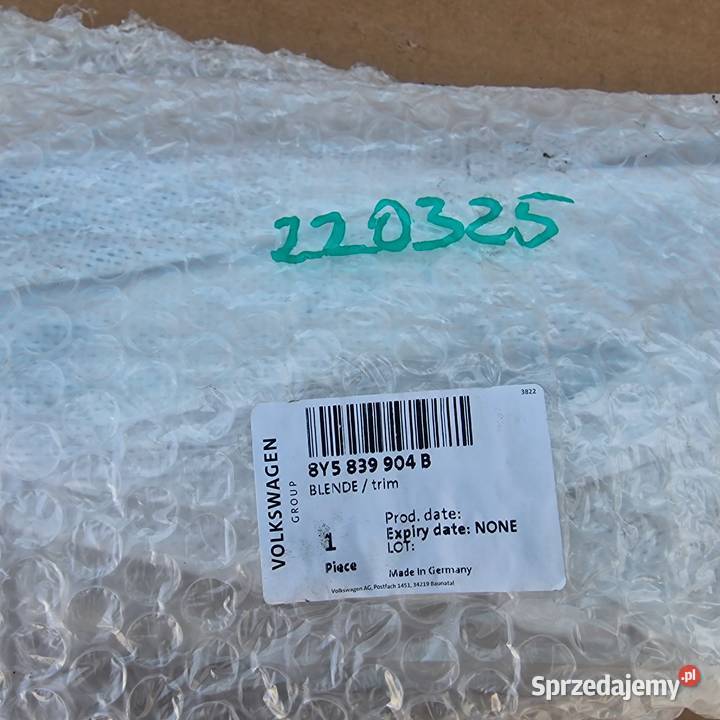 220325
3822
VOLKSWAGEN
GROUP
8Y5 839 904 B
BLENDE / trim
Prod. date:
Expiry date: NONE
LOT:
1
Piece
Made in Germany
Volkswagen AG, Postfach 1451, 34219 Baunatal
Sprzedajemy.pl